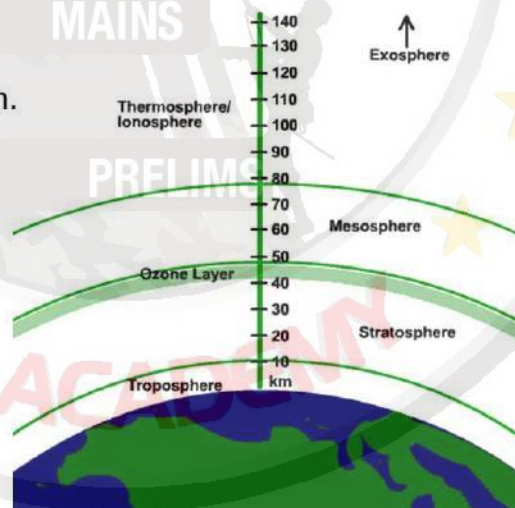 MAINS
n.
140
Exosphere
130
120
Thermosphere/
Ionosphere
110
100
90
PRELIMS
80
70
Mesosphere
60
50
Ozone Layer
40
30
Stratosphere
20
10
Troposphere
km
ACADEMY